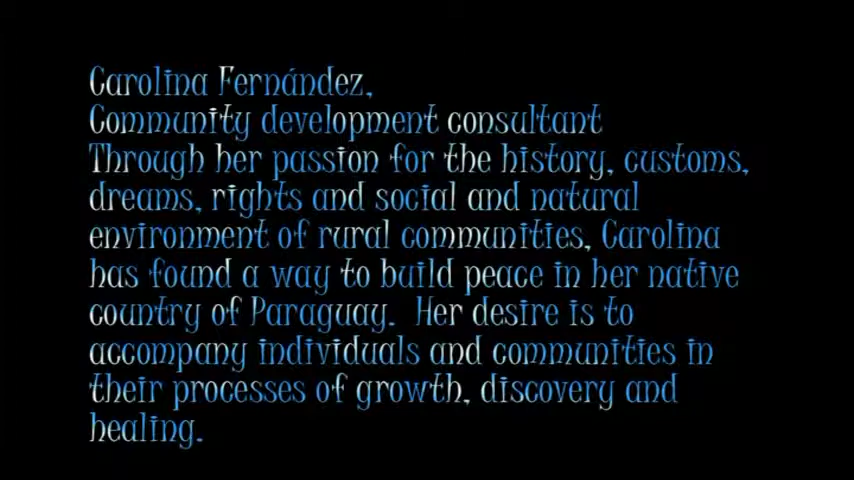 Carolina Fernández,
Community development consultant
Through her passion for the history, customs,
dreams, rights and social and natural
environment of rural communities, Carolina
has found a way to build peace in her native
country of Paraguay.  Her desire is to
accompany individuals and communities in
their processes of growth, discovery and
healing.